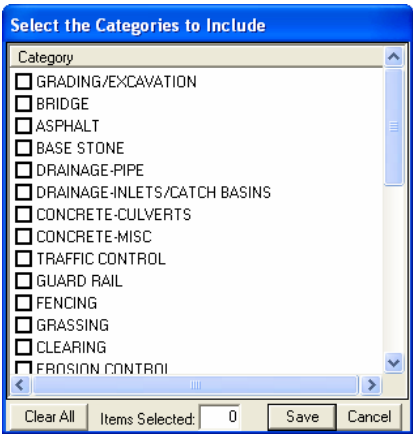 Select the Categories to Include
Category
GRADING/EXCAVATION
BRIDGE
ASPHALT
BASE STONE
DRAINAGE-PIPE
DRAINAGE-INLETS/CATCH BASINS
CONCRETE-CULVERTS
CONCRETE-MISC
TRAFFIC CONTROL
GUARD RAIL
FENCING
GRASSING
CLEARING
EROSION CONTROL
Clear All Items Selected: 0 Save Cancel